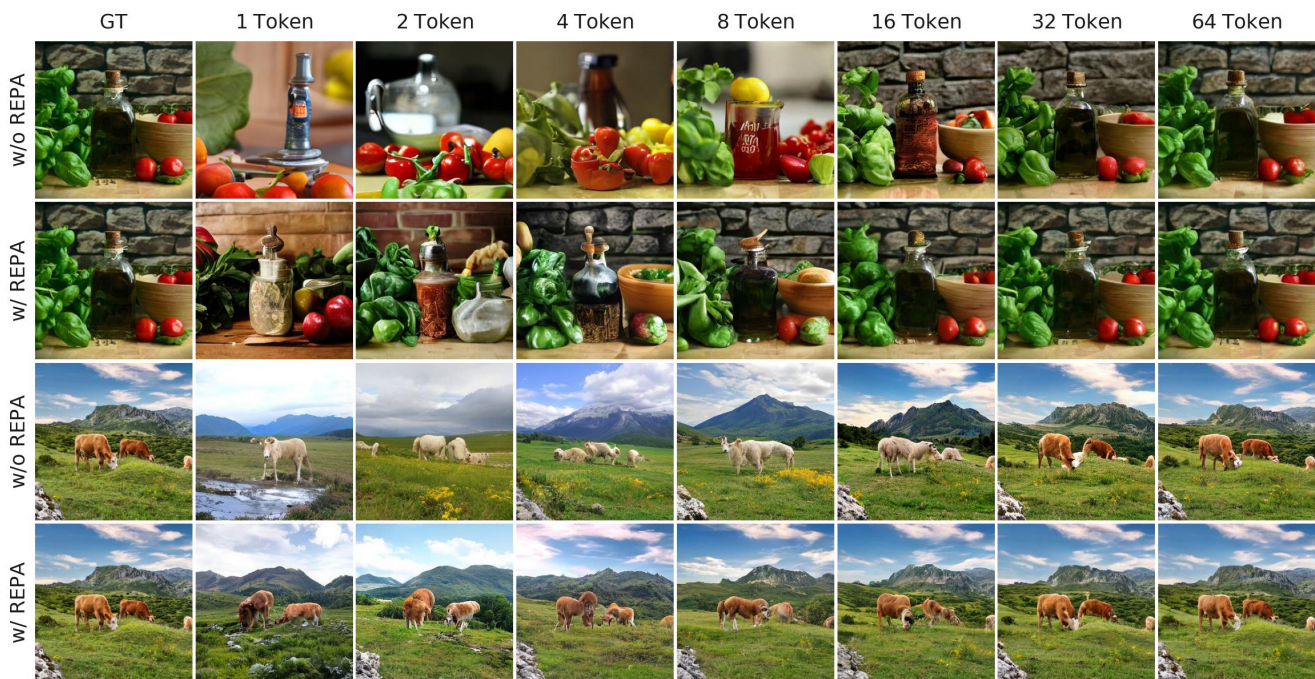 GT 1 Token 2 Token 4 Token 8 Token 16 Token 32 Token 64 Token
w/o REPA
w/ REPA
w/o REPA
w/ REPA